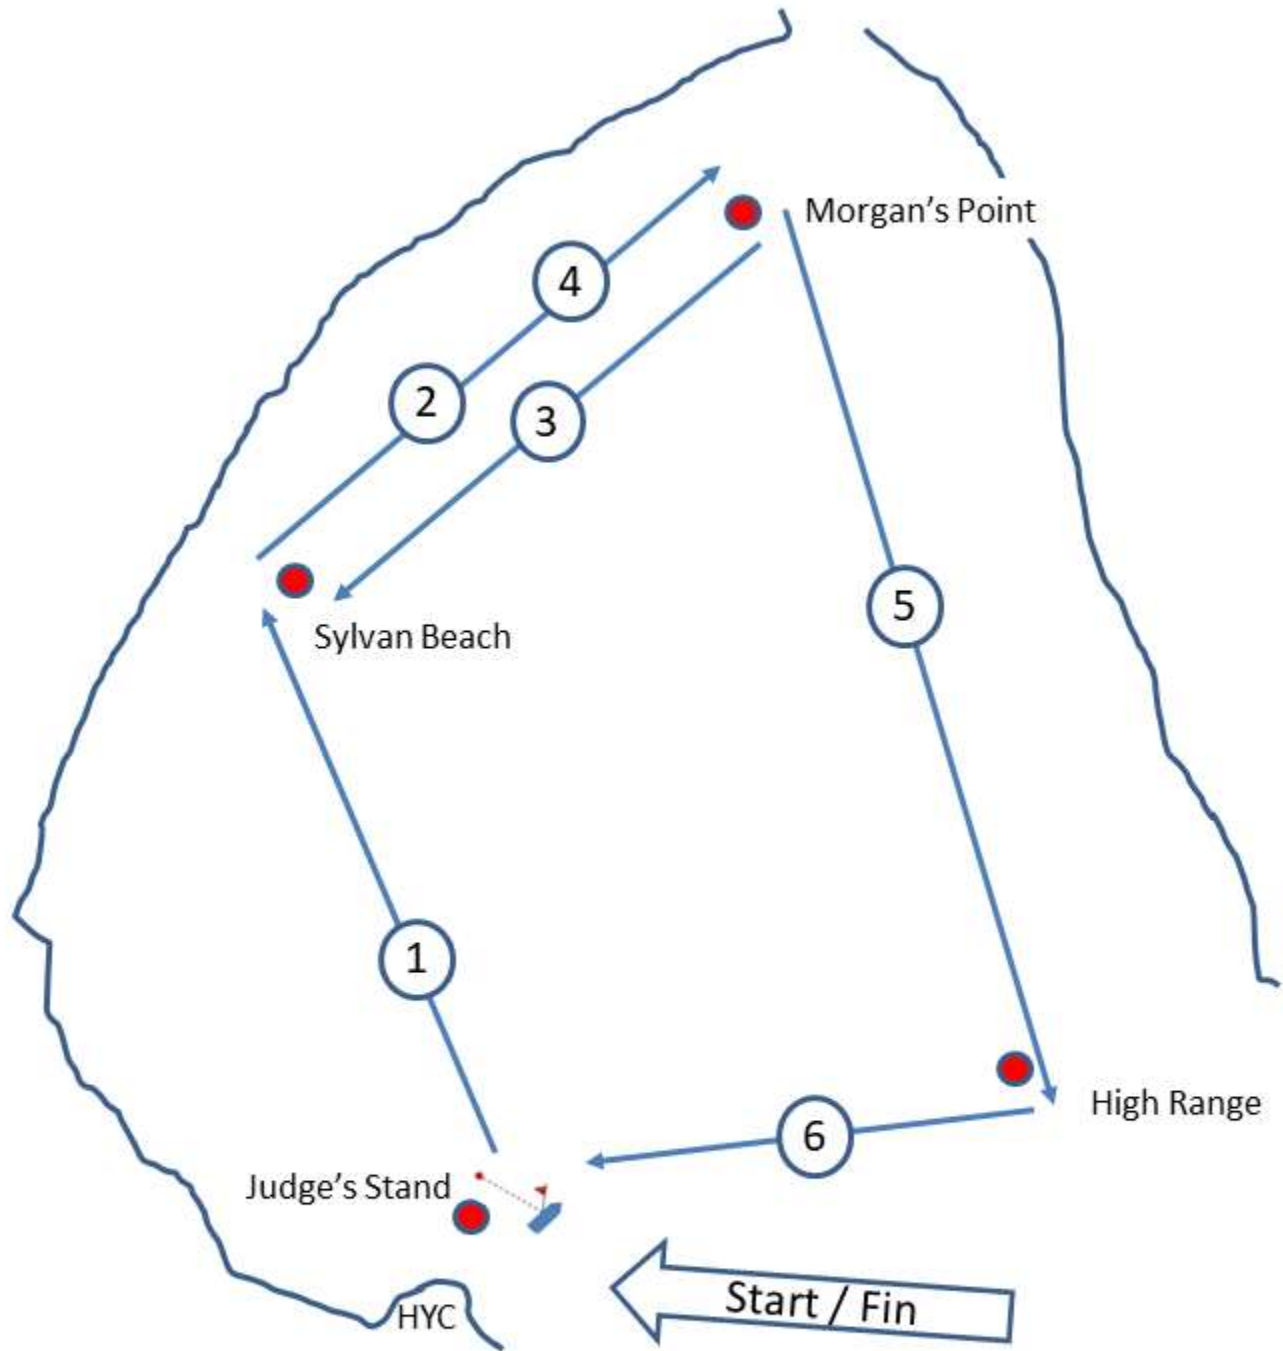 Morgan's Point
4
2
3
Sylvan Beach
5
1
High Range
6
Judge's Stand
Start / Fin
HYC